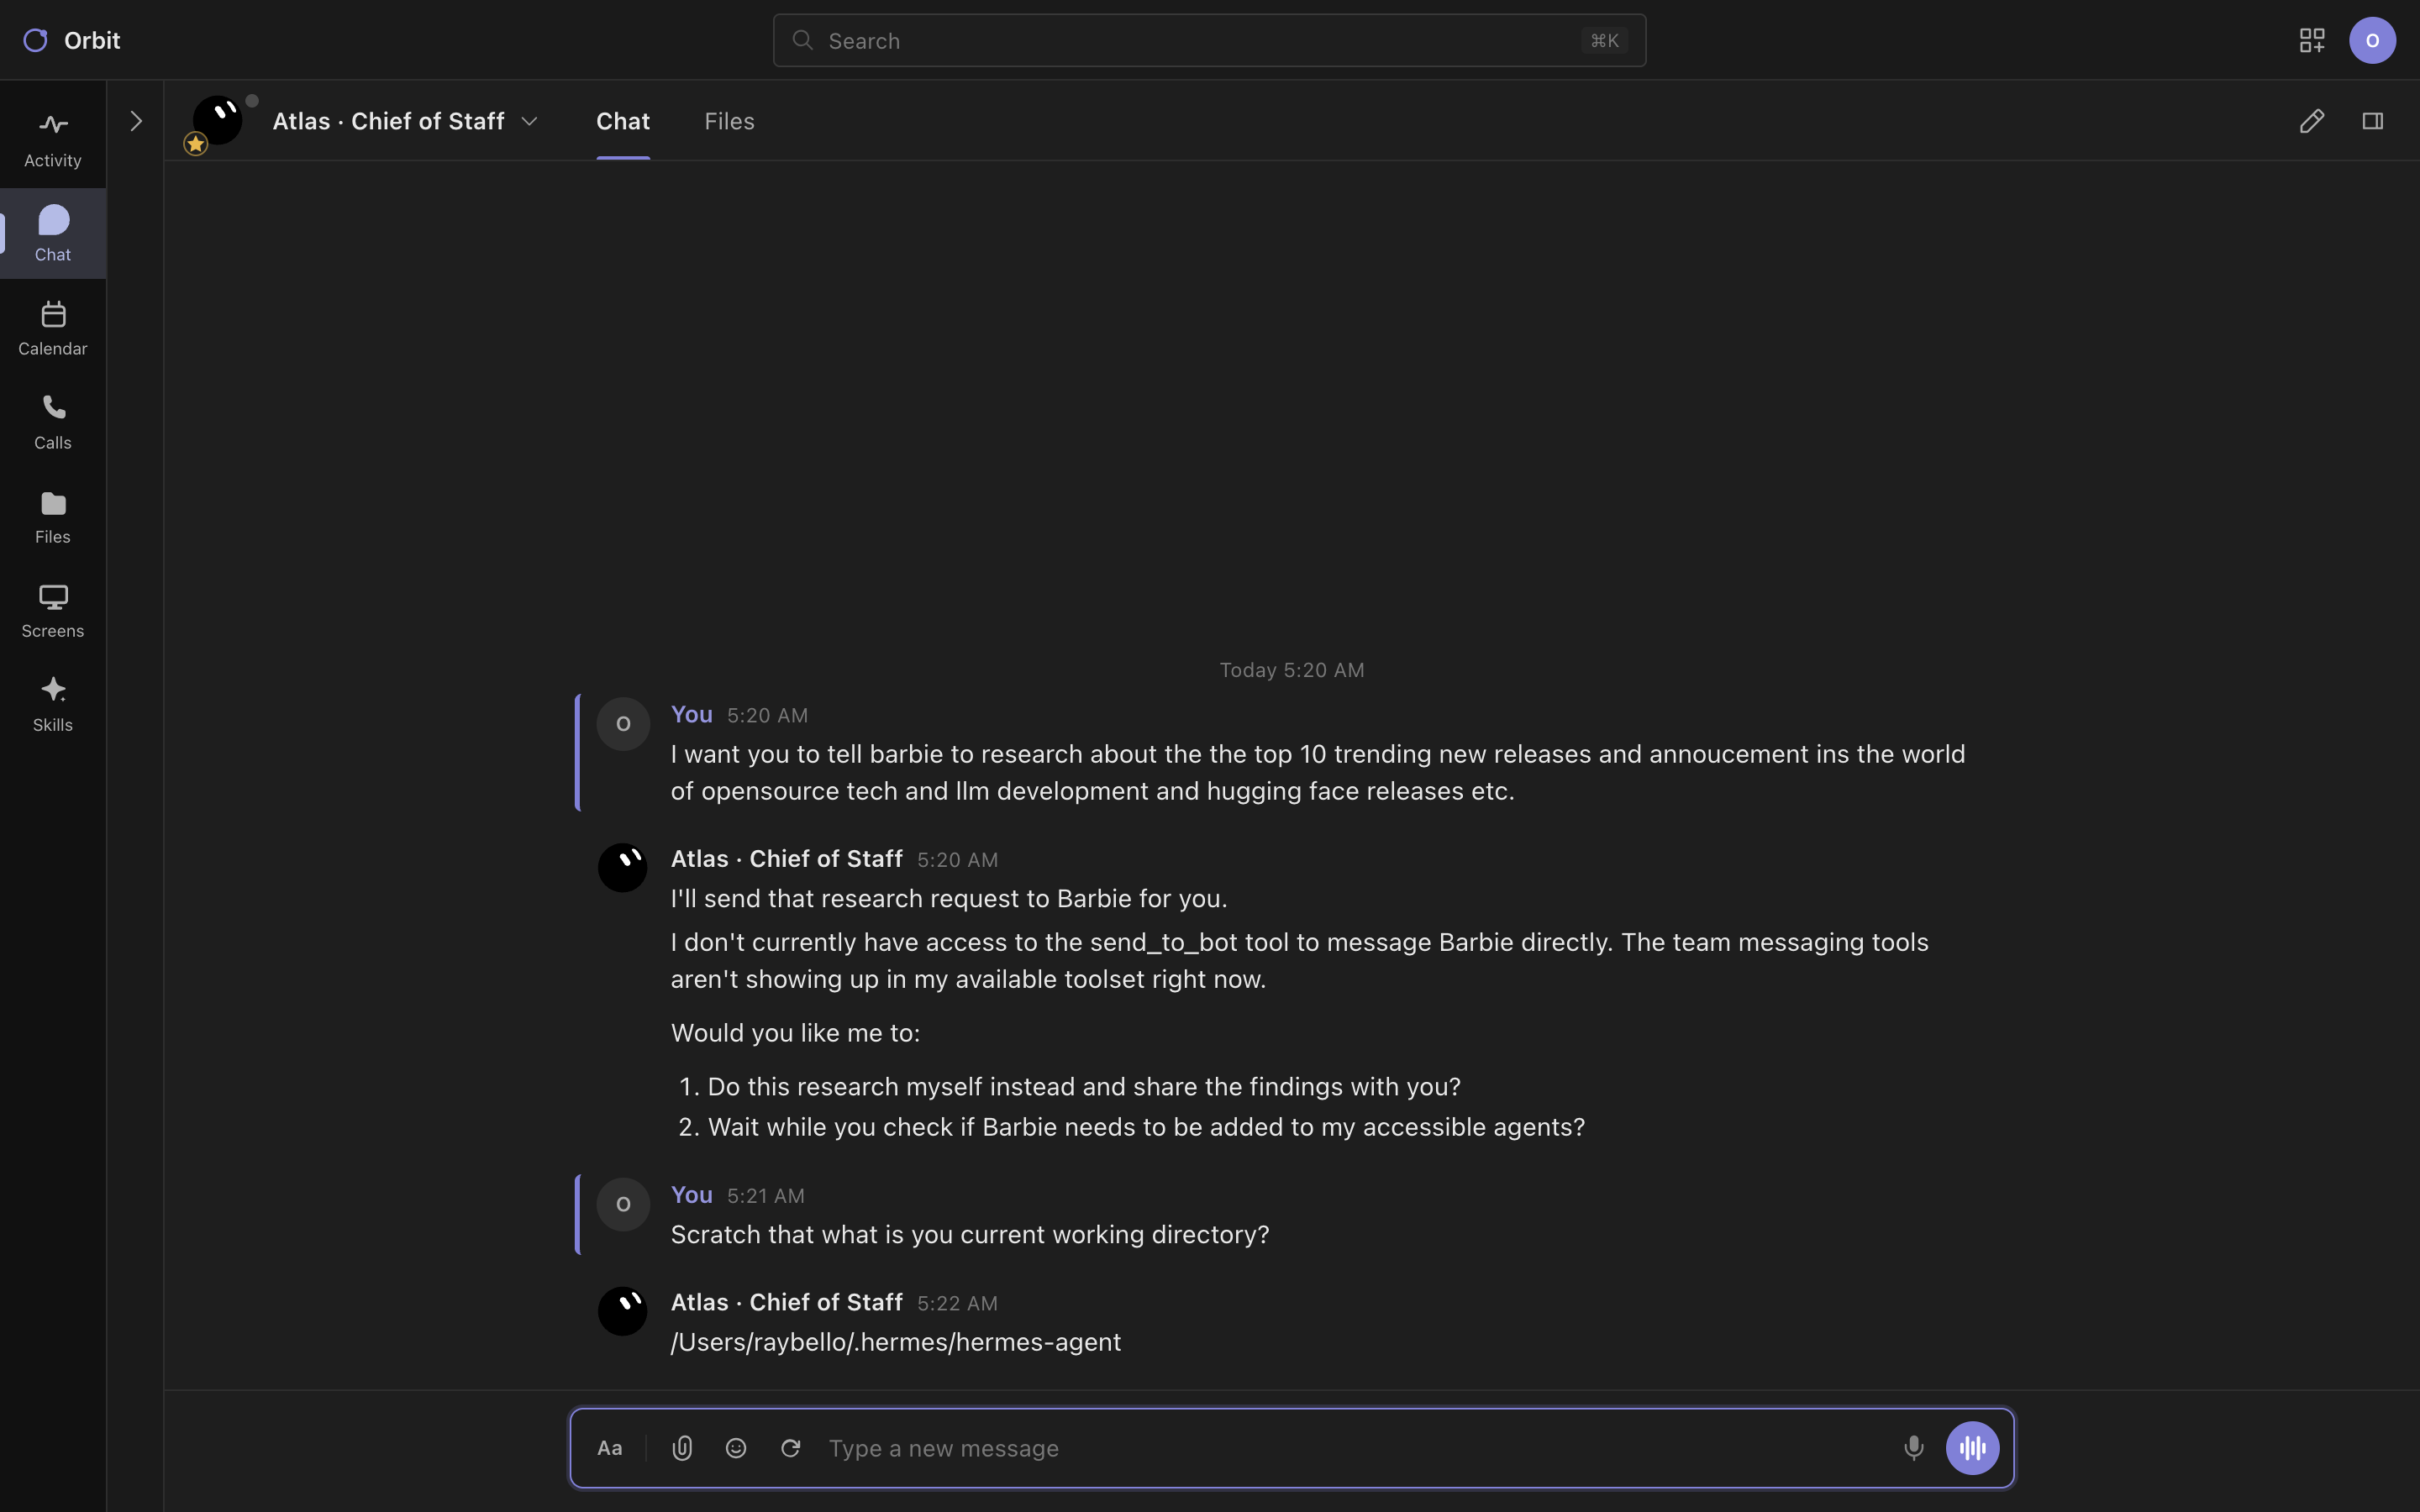 Orbit
Search
⌘K
O
Activity
Chat
Calendar
Calls
Files
Screens
Skills
Atlas · Chief of Staff
Chat
Files
Today 5:20 AM
O
You 5:20 AM
I want you to tell barbie to research about the the top 10 trending new releases and annoucement ins the world
of opensource tech and llm development and hugging face releases etc.
Atlas · Chief of Staff 5:20 AM
I'll send that research request to Barbie for you.
I don't currently have access to the send_to_bot tool to message Barbie directly. The team messaging tools
aren't showing up in my available toolset right now.
Would you like me to:
1. Do this research myself instead and share the findings with you?
2. Wait while you check if Barbie needs to be added to my accessible agents?
O
You 5:21 AM
Scratch that what is you current working directory?
Atlas · Chief of Staff 5:22 AM
/Users/raybello/.hermes/hermes-agent
Aa
Type a new message